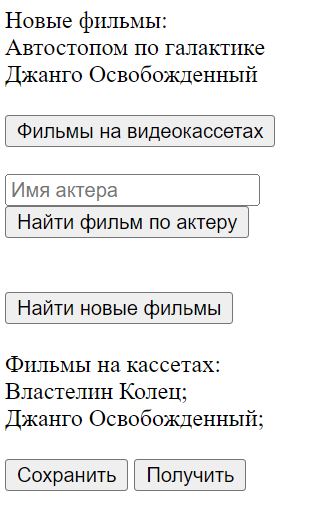 Новые фильмы:
Автостопом по галактике
Джанго Освобожденный
Фильмы на видеокассетах
Имя актера
Найти фильм по актеру
Найти новые фильмы
Фильмы на кассетах:
Властелин Колец;
Джанго Освобожденный;
Сохранить Получить